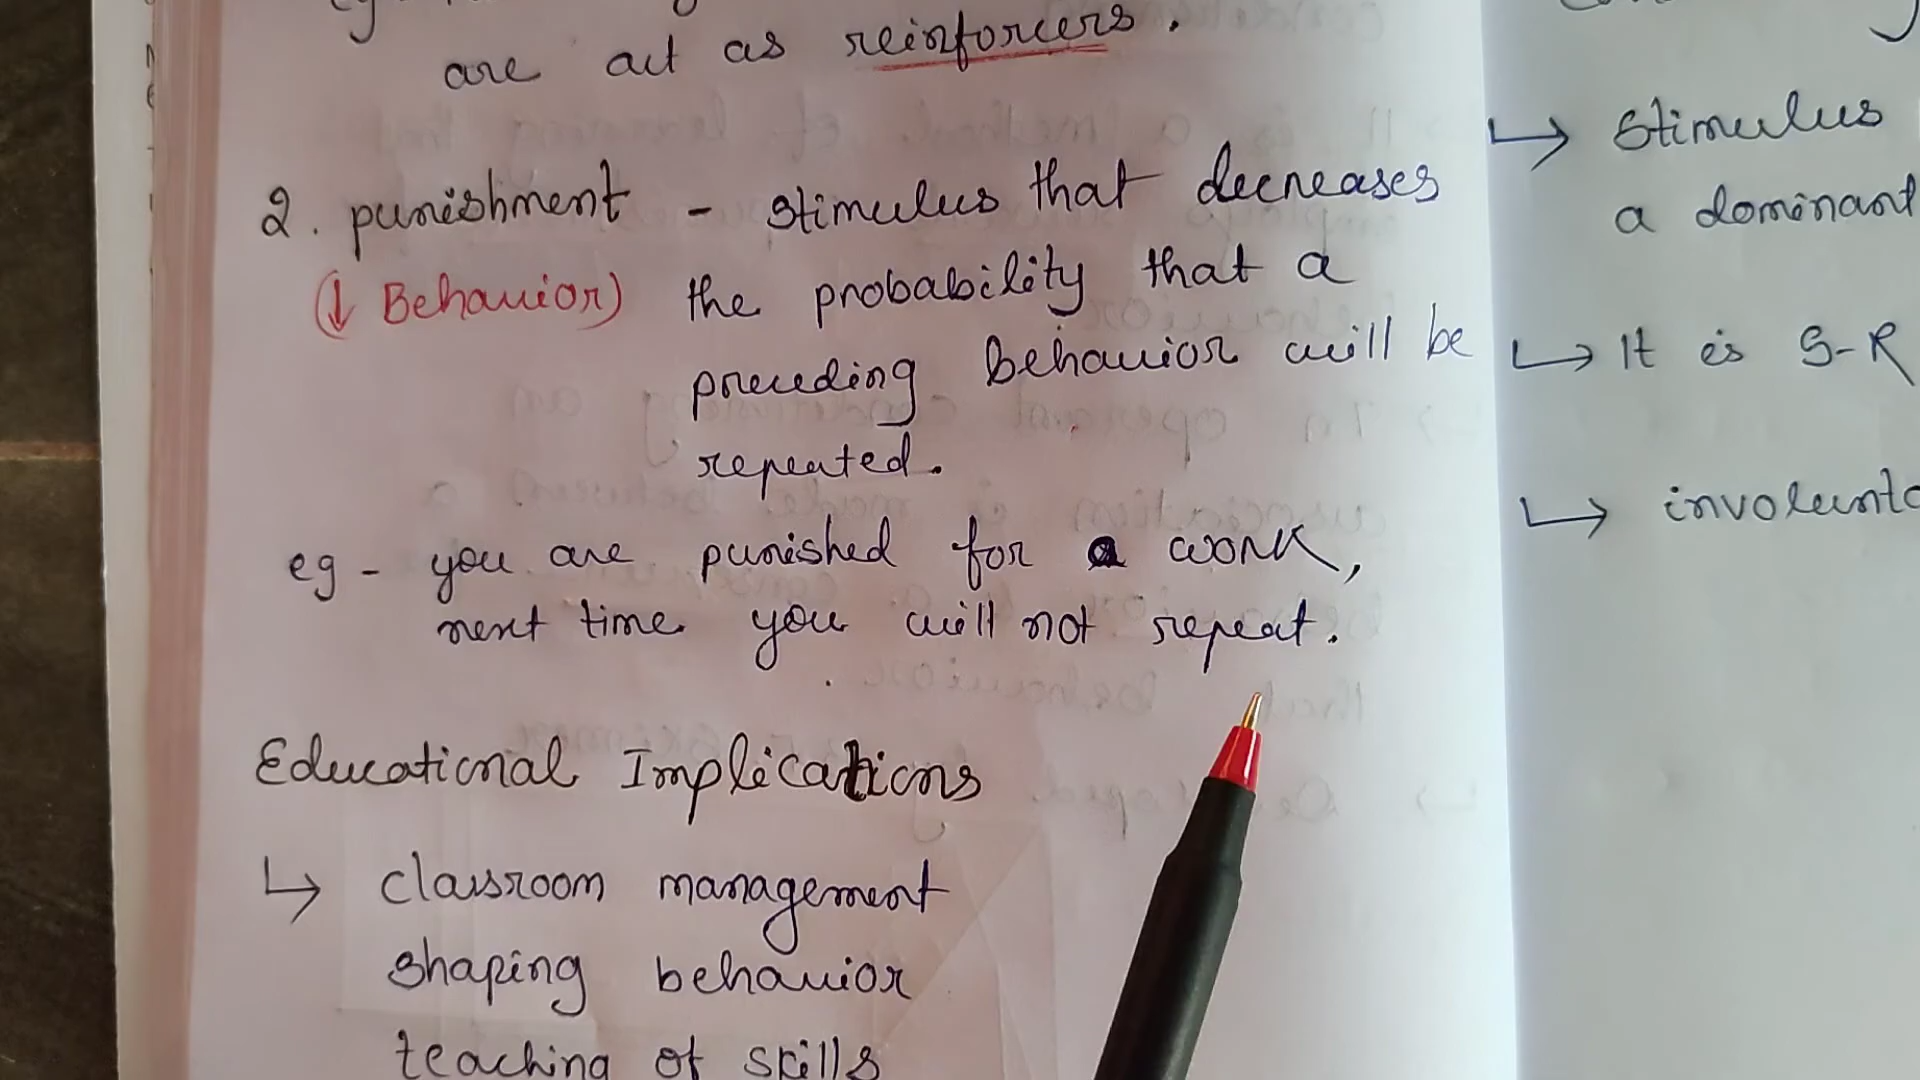 are act as reinforcers.
2. punishment - stimulus that decreases
(↓ Behavior) the probability that a
preceding Behavior will be
repeated.
eg - you are punished for a work,
next time you will not repeat.
Educational Implications
↳ classroom management
shaping behavior
teaching of skills
↳ Stimulus
a dominant
↳ It is S-R
↳